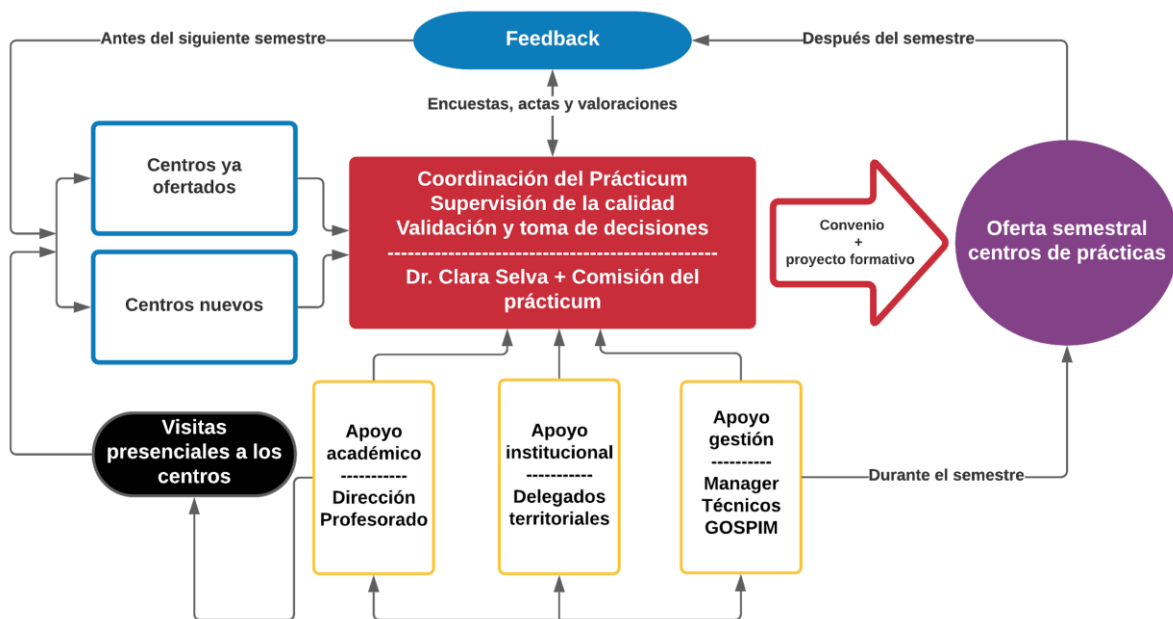 Antes del siguiente semestre
Feedback
Después del semestre
Encuestas, actas y valoraciones
Centros ya
ofertados
Centros nuevos
Coordinación del Prácticum
Supervisión de la calidad
Validación y toma de decisiones
--------------------------------------------------
Dr. Clara Selva + Comisión del
prácticum
Convenio
+
proyecto formativo
Oferta semestral
centros de prácticas
Visitas
presenciales a los
centros
Apoyo
académico
-----------
Dirección
Profesorado
Apoyo
institucional
-----------
Delegados
territoriales
Apoyo
gestión
----------
Manager
Técnicos
GOSPIM
Durante el semestre